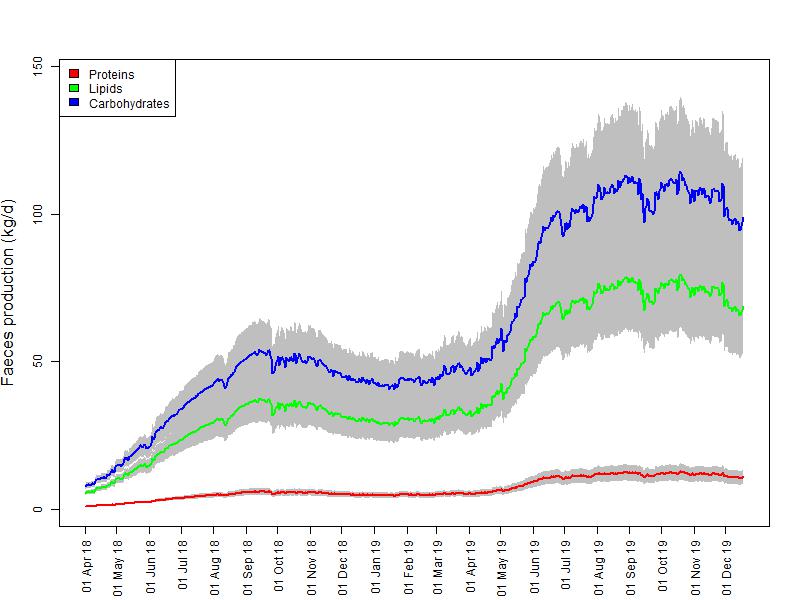 Proteins
Lipids
Carbohydrates
Faeces production (kg/d)
150
100
50
0
01 Apr 18
01 May 18
01 Jun 18
01 Jul 18
01 Aug 18
01 Sep 18
01 Oct 18
01 Nov 18
01 Dec 18
01 Jan 19
01 Feb 19
01 Mar 19
01 Apr 19
01 May 19
01 Jun 19
01 Jul 19
01 Aug 19
01 Sep 19
01 Oct 19
01 Nov 19
01 Dec 19